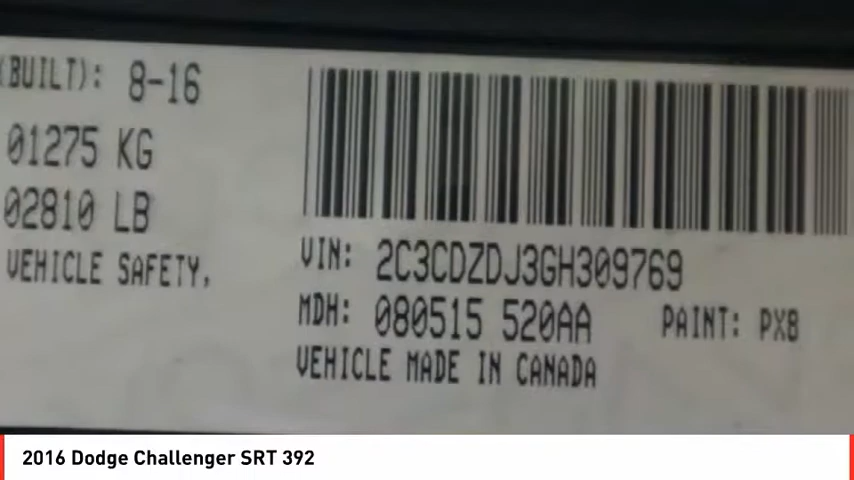 (BUILT): 8-16
01275 KG
02810 LB
VEHICLE SAFETY,
VIN: 2C3CDZDJ3GH309769
MDH: 080515 520AA PAINT: PX8
VEHICLE MADE IN CANADA
2016 Dodge Challenger SRT 392